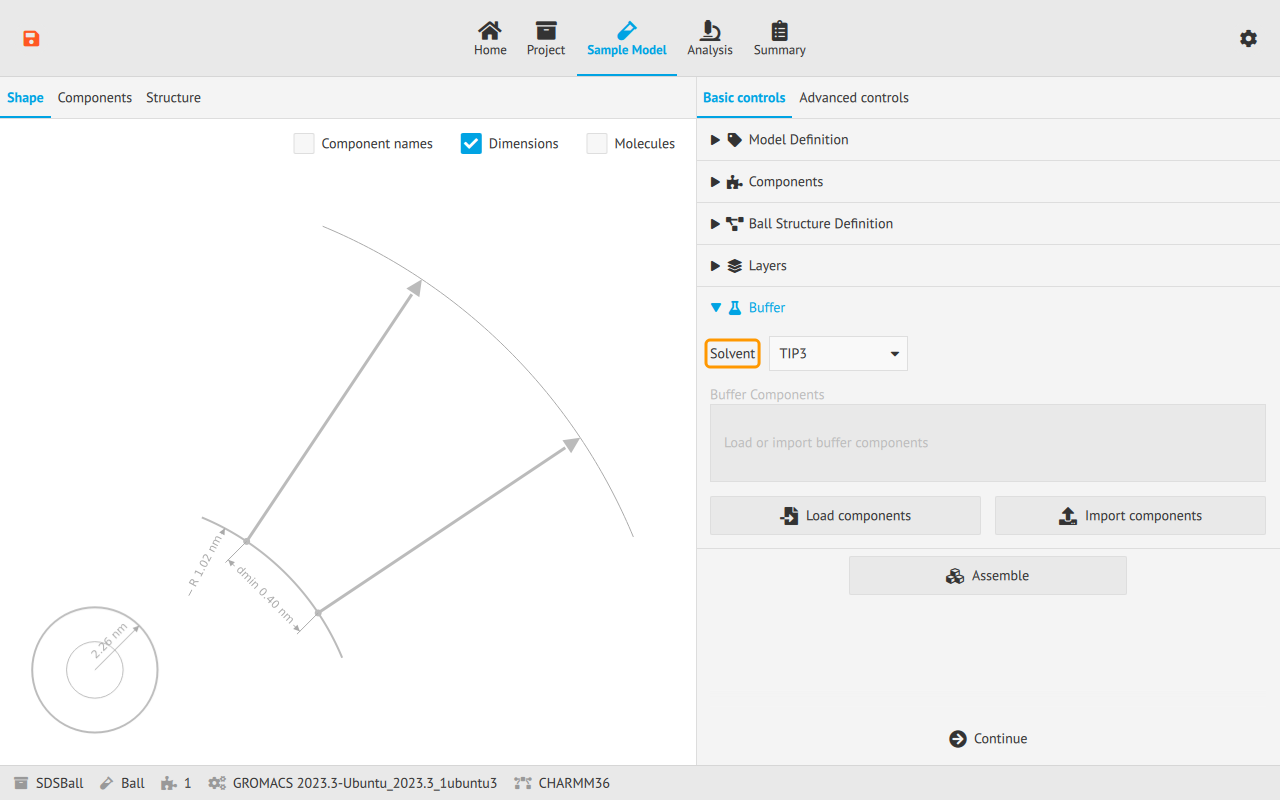 Home
Project
Sample Model
Analysis
Summary
Shape
Components
Structure
Component names
Dimensions
Molecules
~ R 1.02 nm
dmin 0.40 nm
2.26 nm
Basic controls
Advanced controls
Model Definition
Components
Ball Structure Definition
Layers
Buffer
Solvent
TIP3
Buffer Components
Load or import buffer components
Load components
Import components
Assemble
Continue
SDSBall
Ball
1
GROMACS 2023.3-Ubuntu_2023.3_1ubuntu3
CHARMM36